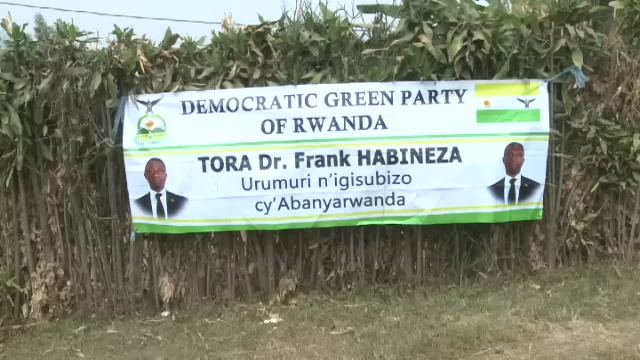 DEMOCRATIC GREEN PARTY
OF RWANDA
TORA Dr. Frank HABINEZA
Urumuri n'igisubizo
cy'Abanyarwanda